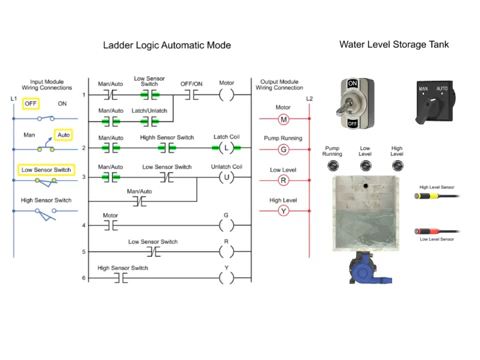 Ladder Logic Automatic Mode
Water Level Storage Tank
Input Module
Wiring Connections
L1
OFF
ON
Man
Auto
Low Sensor Switch
High Sensor Switch
Low Sensor
Man/Auto
Switch
OFF/ON
Motor
1
Man/Auto
Latch/Unlatch
Man/Auto
Highh Sensor Switch
Latch Coil
2
L
Man/Auto
Low Sensor Switch
Unlatch Coil
3
U
Man/Auto
Motor
G
4
Low Sensor Switch
R
5
High Sensor Switch
Y
6
Output Module
Wiring Connections
L2
Motor
M
Pump Running
G
Low Level
R
High Level
Y
ON
OFF
MAN
AUTO
Pump
Running
Low
Level
High
Level
High Level Sensor
Low Level Sensor